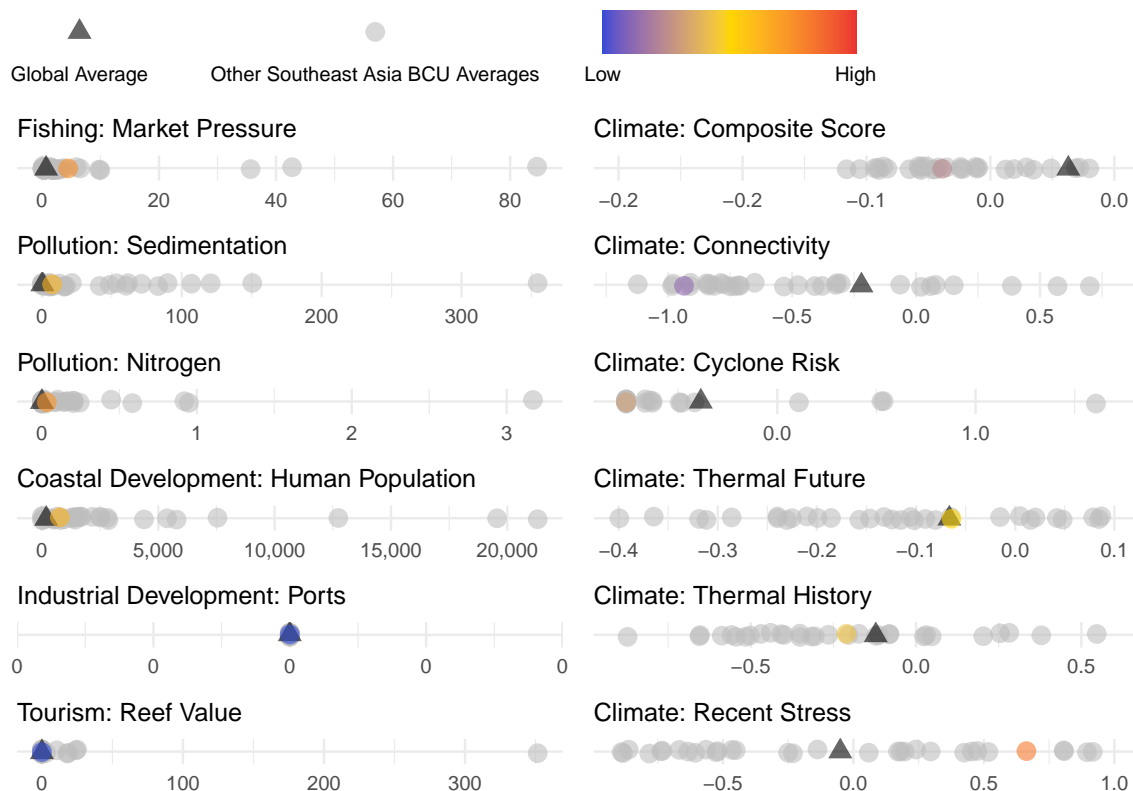 Global Average
Other Southeast Asia BCU Averages
Low
High
Fishing: Market Pressure
0 20 40 60 80
Pollution: Sedimentation
0 100 200 300
Pollution: Nitrogen
0 1 2 3
Coastal Development: Human Population
0 5,000 10,000 15,000 20,000
Industrial Development: Ports
0 0 0 0 0
Tourism: Reef Value
0 100 200 300
Climate: Composite Score
−0.2 −0.2 −0.1 0.0 0.0
Climate: Connectivity
−1.0 −0.5 0.0 0.5
Climate: Cyclone Risk
0.0 1.0
Climate: Thermal Future
−0.4 −0.3 −0.2 −0.1 0.0 0.1
Climate: Thermal History
−0.5 0.0 0.5
Climate: Recent Stress
−0.5 0.0 0.5 1.0